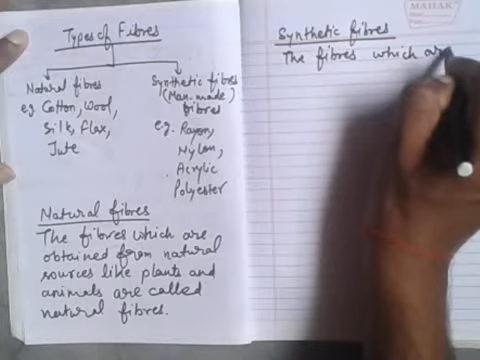 Types of Fibres
Natural fibres
eg. Cotton, Wool,
Silk, Flax,
Jute
Synthetic fibres
(Man-made)
fibres
eg. Rayon,
Nylon,
Acrylic
Polyester
Natural fibres
The fibres which are
obtained from natural
sources like plants and
animals are called
natural fibres.
MAHAK
Synthetic fibres
The fibres which are